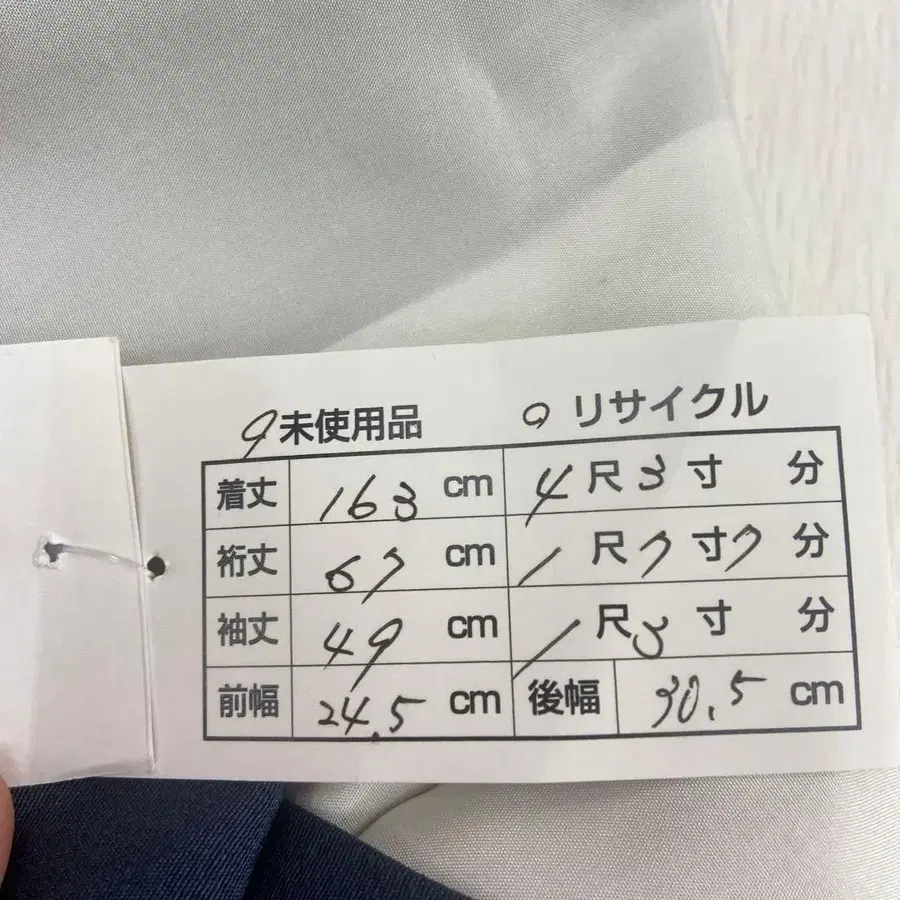 9未使用品 9リサイクル
着丈 163 cm 4尺3寸 分
裄丈 67 cm 1尺7寸7分
袖丈 49 cm 1尺3寸 分
前幅 24.5 cm 後幅 30.5 cm